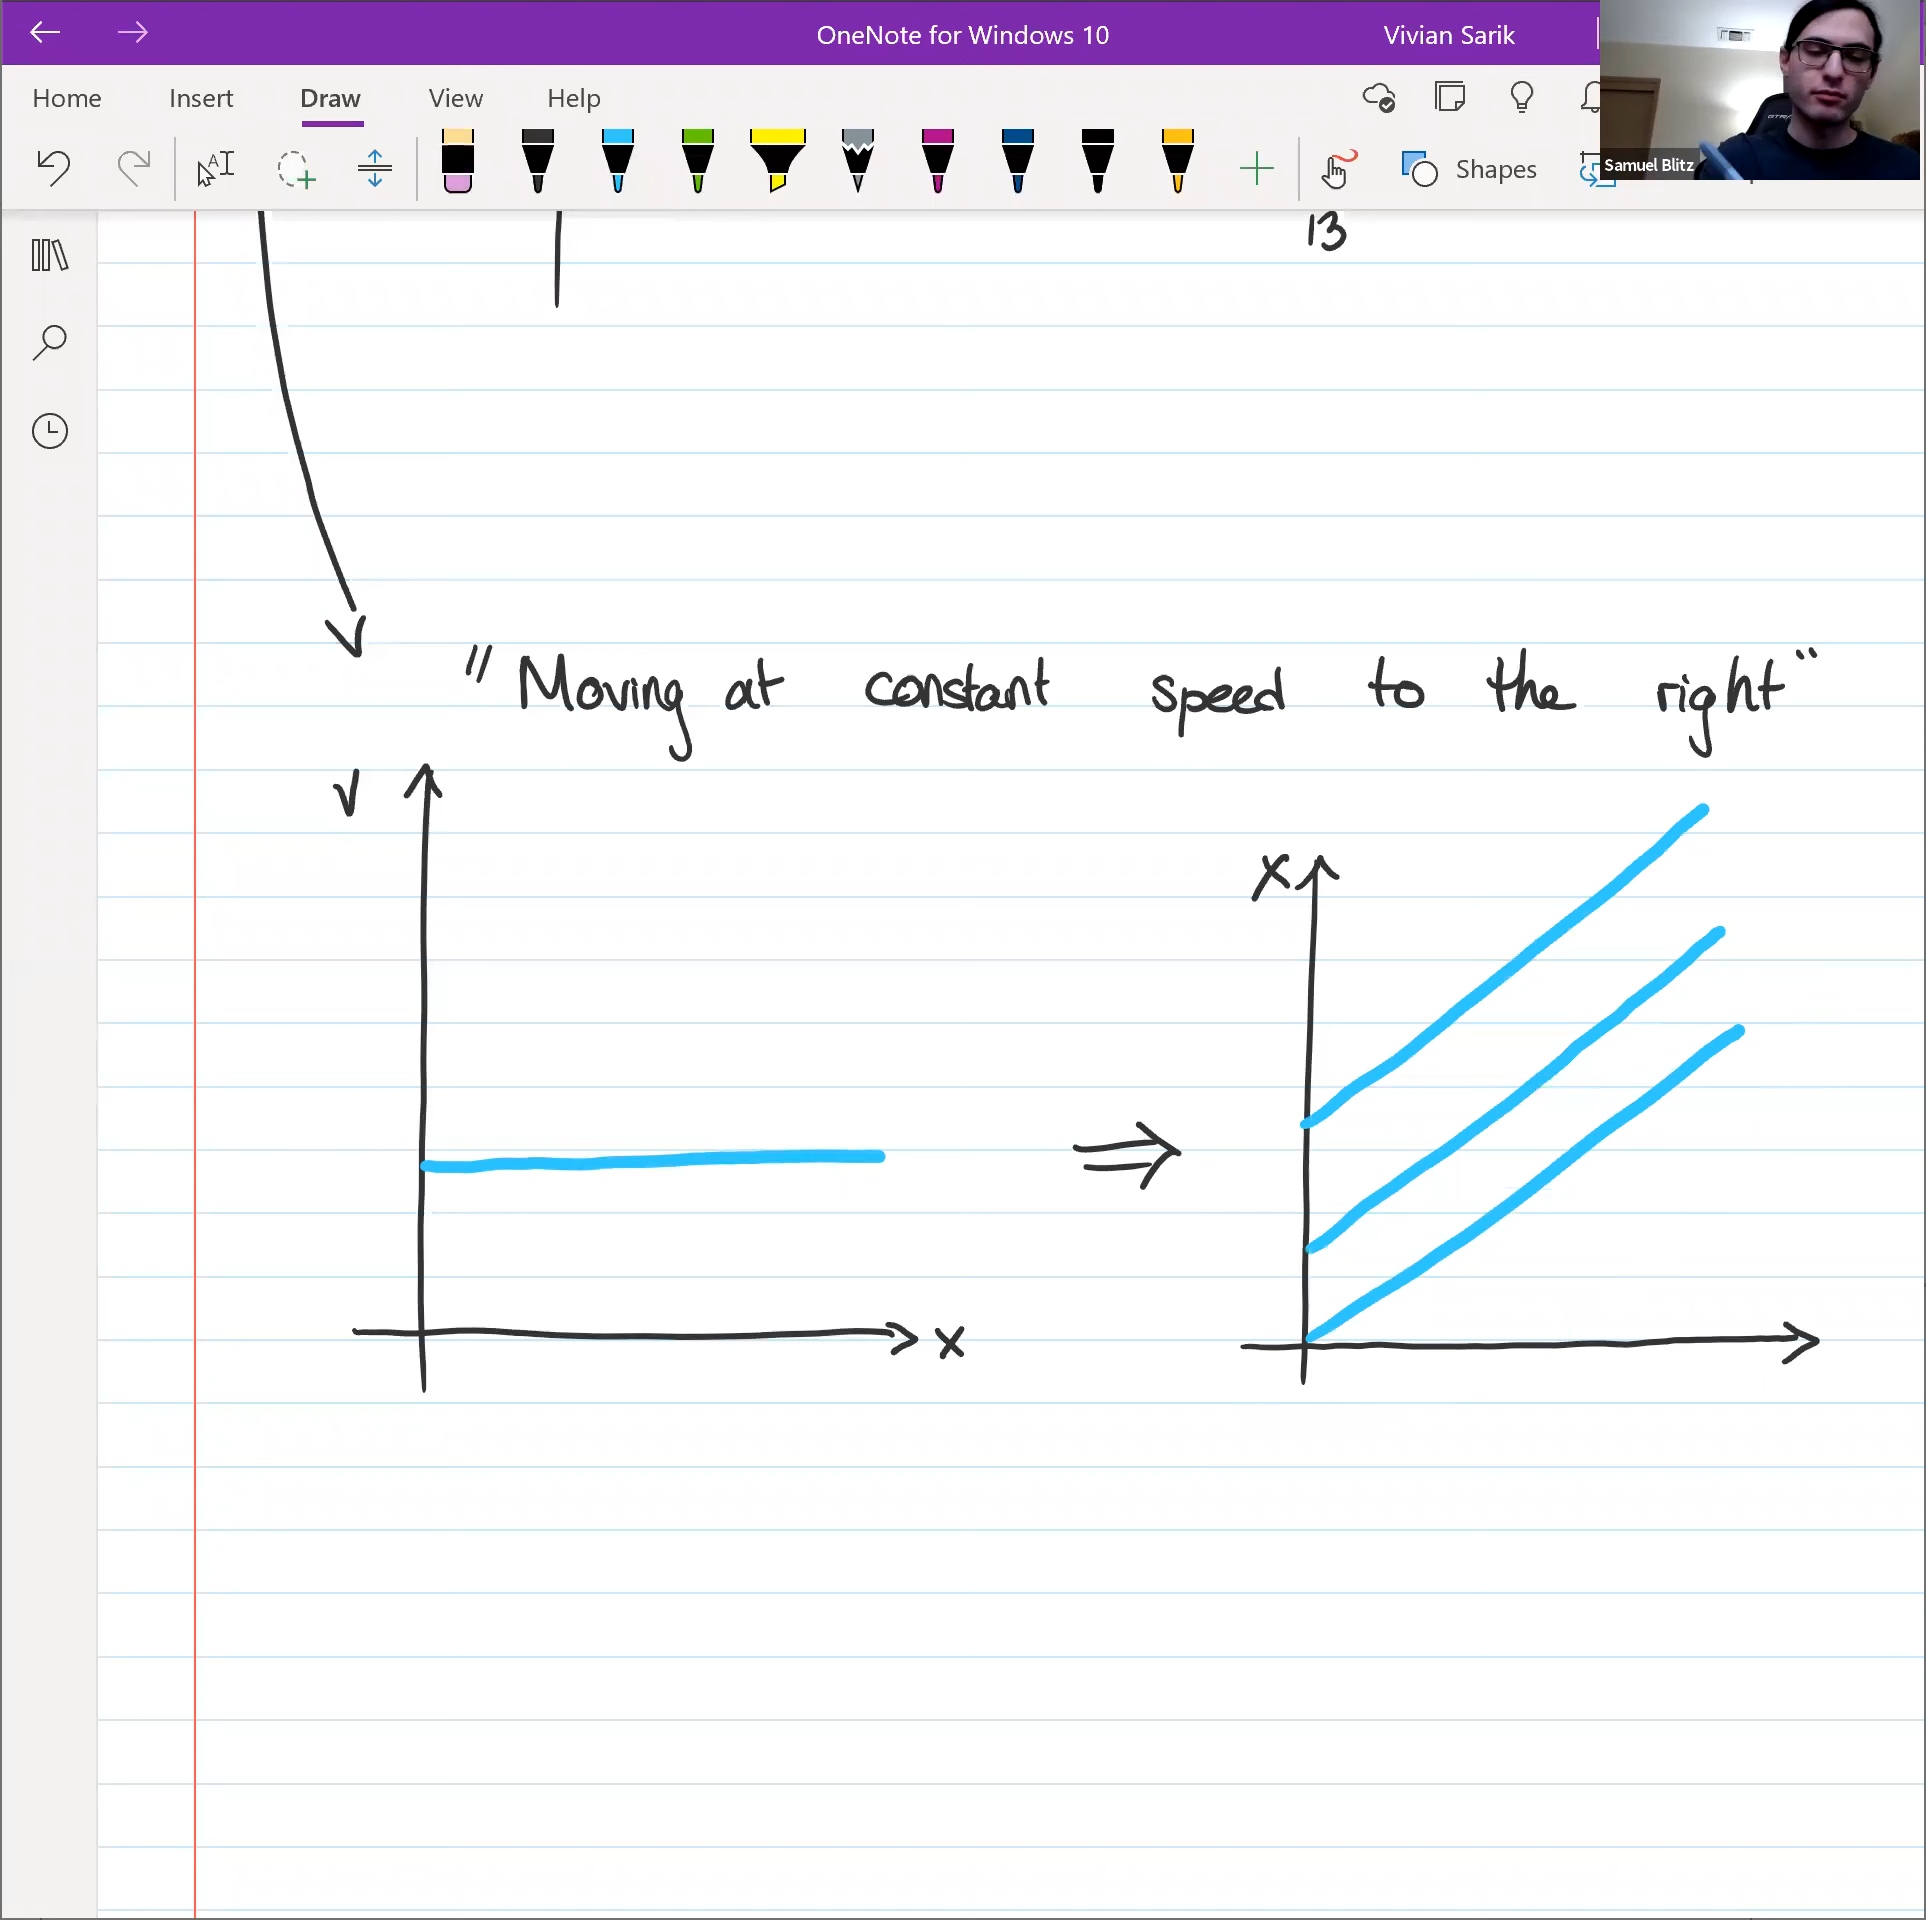 OneNote for Windows 10
Vivian Sarik
Home Insert Draw View Help
Shapes
Samuel Blitz
13
"Moving at constant speed to the right"
v
x
x